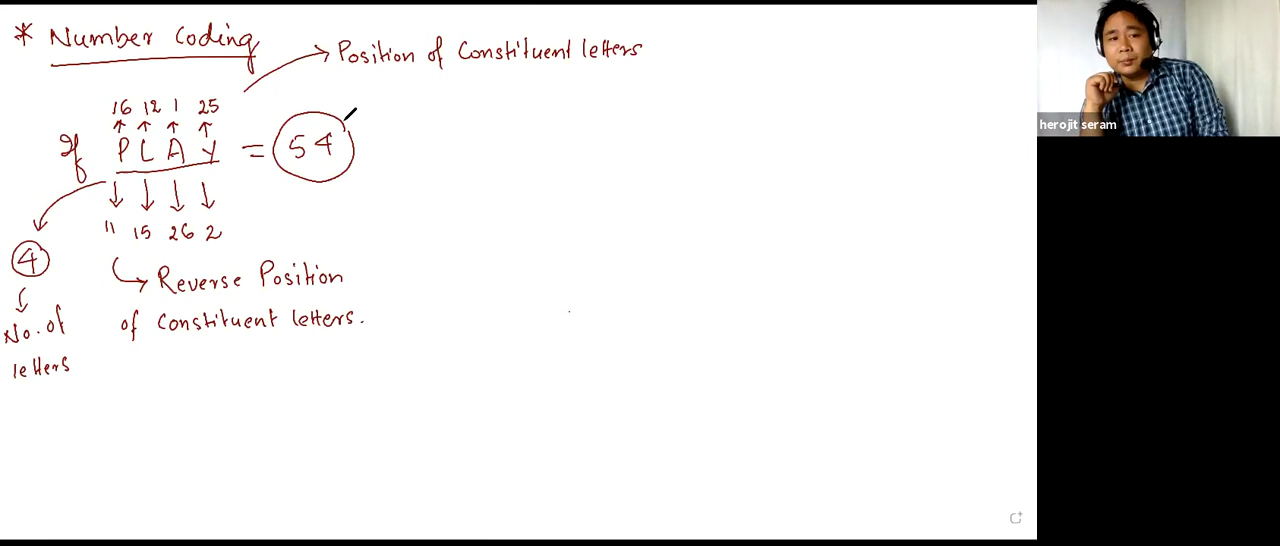 * Number Coding
→ Position of Constituent letters
16 12 1 25
If PLAY = 54
11 15 26 2
4
Reverse Position
of Constituent letters.
No. of
letters
herojit seram